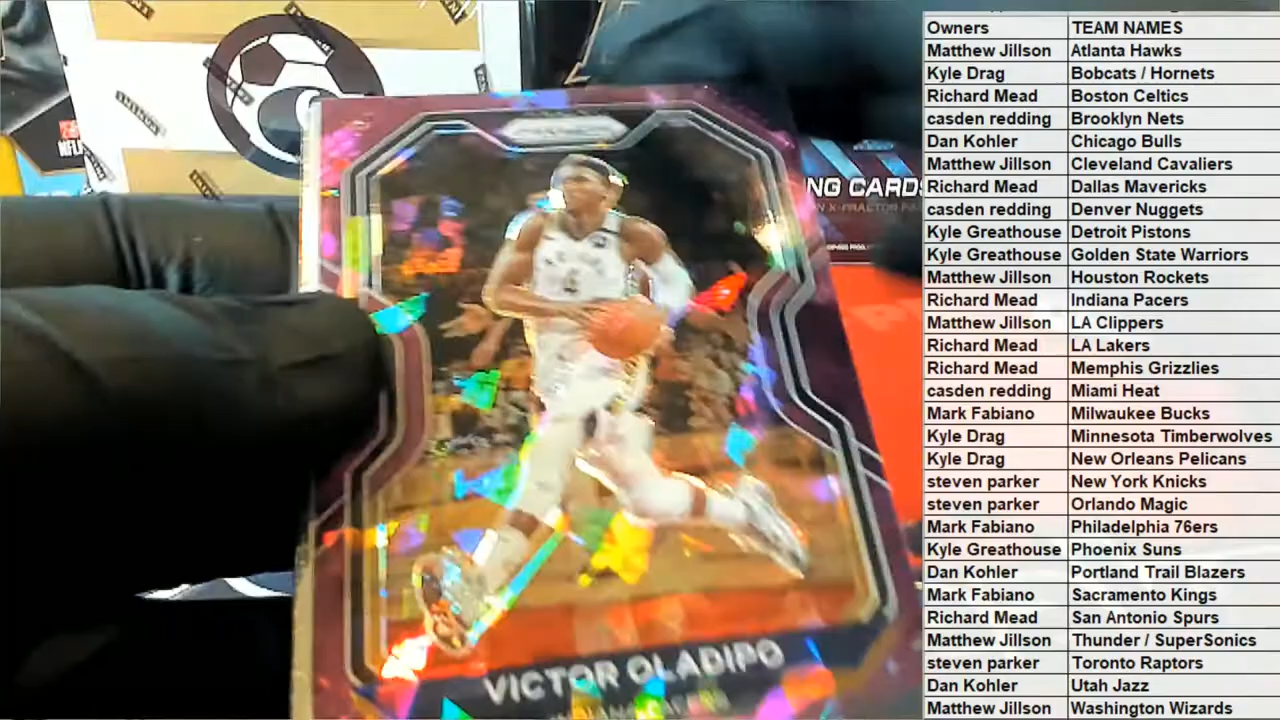 PANINI
NFL
PRIZM
NG CARDS
VICTOR OLADIPO
INDIANA PACERS
Owners TEAM NAMES
Matthew Jillson Atlanta Hawks
Kyle Drag Bobcats / Hornets
Richard Mead Boston Celtics
casden redding Brooklyn Nets
Dan Kohler Chicago Bulls
Matthew Jillson Cleveland Cavaliers
Richard Mead Dallas Mavericks
casden redding Denver Nuggets
Kyle Greathouse Detroit Pistons
Kyle Greathouse Golden State Warriors
Matthew Jillson Houston Rockets
Richard Mead Indiana Pacers
Matthew Jillson LA Clippers
Richard Mead LA Lakers
Richard Mead Memphis Grizzlies
casden redding Miami Heat
Mark Fabiano Milwaukee Bucks
Kyle Drag Minnesota Timberwolves
Kyle Drag New Orleans Pelicans
steven parker New York Knicks
steven parker Orlando Magic
Mark Fabiano Philadelphia 76ers
Kyle Greathouse Phoenix Suns
Dan Kohler Portland Trail Blazers
Mark Fabiano Sacramento Kings
Richard Mead San Antonio Spurs
Matthew Jillson Thunder / SuperSonics
steven parker Toronto Raptors
Dan Kohler Utah Jazz
Matthew Jillson Washington Wizards